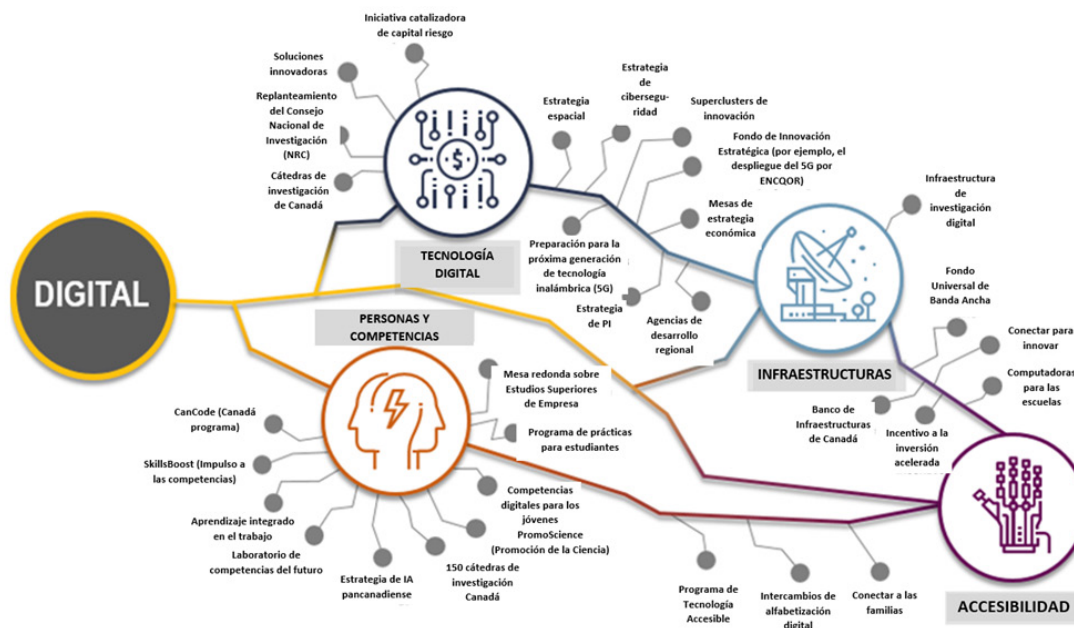 Iniciativa catalizadora
de capital riesgo
Soluciones
innovadoras
Replanteamiento
del Consejo
Nacional de
Investigación
(NRC)
Cátedras de
investigación
de Canadá
$
TECNOLOGÍA
DIGITAL
Estrategia
espacial
Estrategia
de
cibersegu-
ridad
Superclusters de
innovación
Fondo de Innovación
Estratégica (por ejemplo, el
despliegue del 5G por
ENCQOR)
Mesas de
estrategia
económica
Preparación para la
próxima generación
de tecnología
inalámbrica (5G)
Estrategia
de PI
Agencias de
desarrollo
regional
Infraestructura
de
investigación
digital
INFRAESTRUCTURAS
Fondo
Universal de
Banda Ancha
Conectar para
innovar
Computadoras
para las
escuelas
Banco de
Infraestructuras
de Canadá
Incentivo a la
inversión
acelerada
DIGITAL
PERSONAS Y
COMPETENCIAS
Mesa redonda sobre
Estudios Superiores
de Empresa
Programa de prácticas
para estudiantes
CanCode (Canadá
programa)
SkillsBoost (Impulso a
las competencias)
Aprendizaje integrado
en el trabajo
Laboratorio de
competencias del futuro
Estrategia de IA
pancanadiense
150 cátedras de
investigación
Canadá
Competencias
digitales para los
jóvenes
PromoScience
(Promoción de la Ciencia)
Programa de
Tecnología
Accesible
Intercambios de
alfabetización
digital
Conectar a las
familias
ACCESIBILIDAD